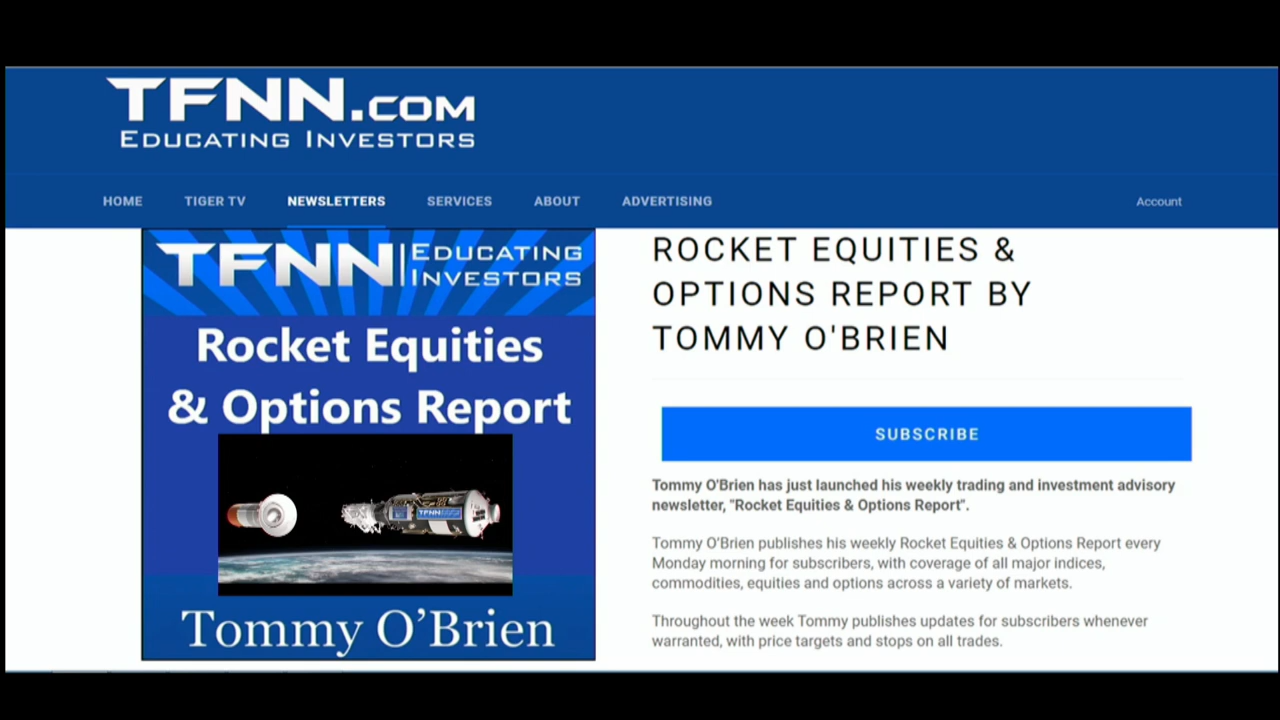 TFNN.COM
EDUCATING INVESTORS
HOME TIGER TV NEWSLETTERS SERVICES ABOUT ADVERTISING Account
TFNN EDUCATING
INVESTORS
Rocket Equities
& Options Report
TFNN
Tommy O’Brien
ROCKET EQUITIES &
OPTIONS REPORT BY
TOMMY O'BRIEN
SUBSCRIBE
Tommy O'Brien has just launched his weekly trading and investment advisory
newsletter, "Rocket Equities & Options Report".
Tommy O’Brien publishes his weekly Rocket Equities & Options Report every
Monday morning for subscribers, with coverage of all major indices,
commodities, equities and options across a variety of markets.
Throughout the week Tommy publishes updates for subscribers whenever
warranted, with price targets and stops on all trades.